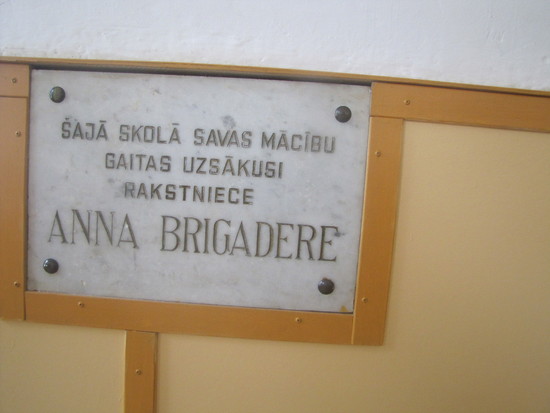 ŠAJĀ SKOLĀ SAVAS MĀCĪBU
GAITAS UZSĀKUSI
RAKSTNIECE
ANNA BRIGADERE